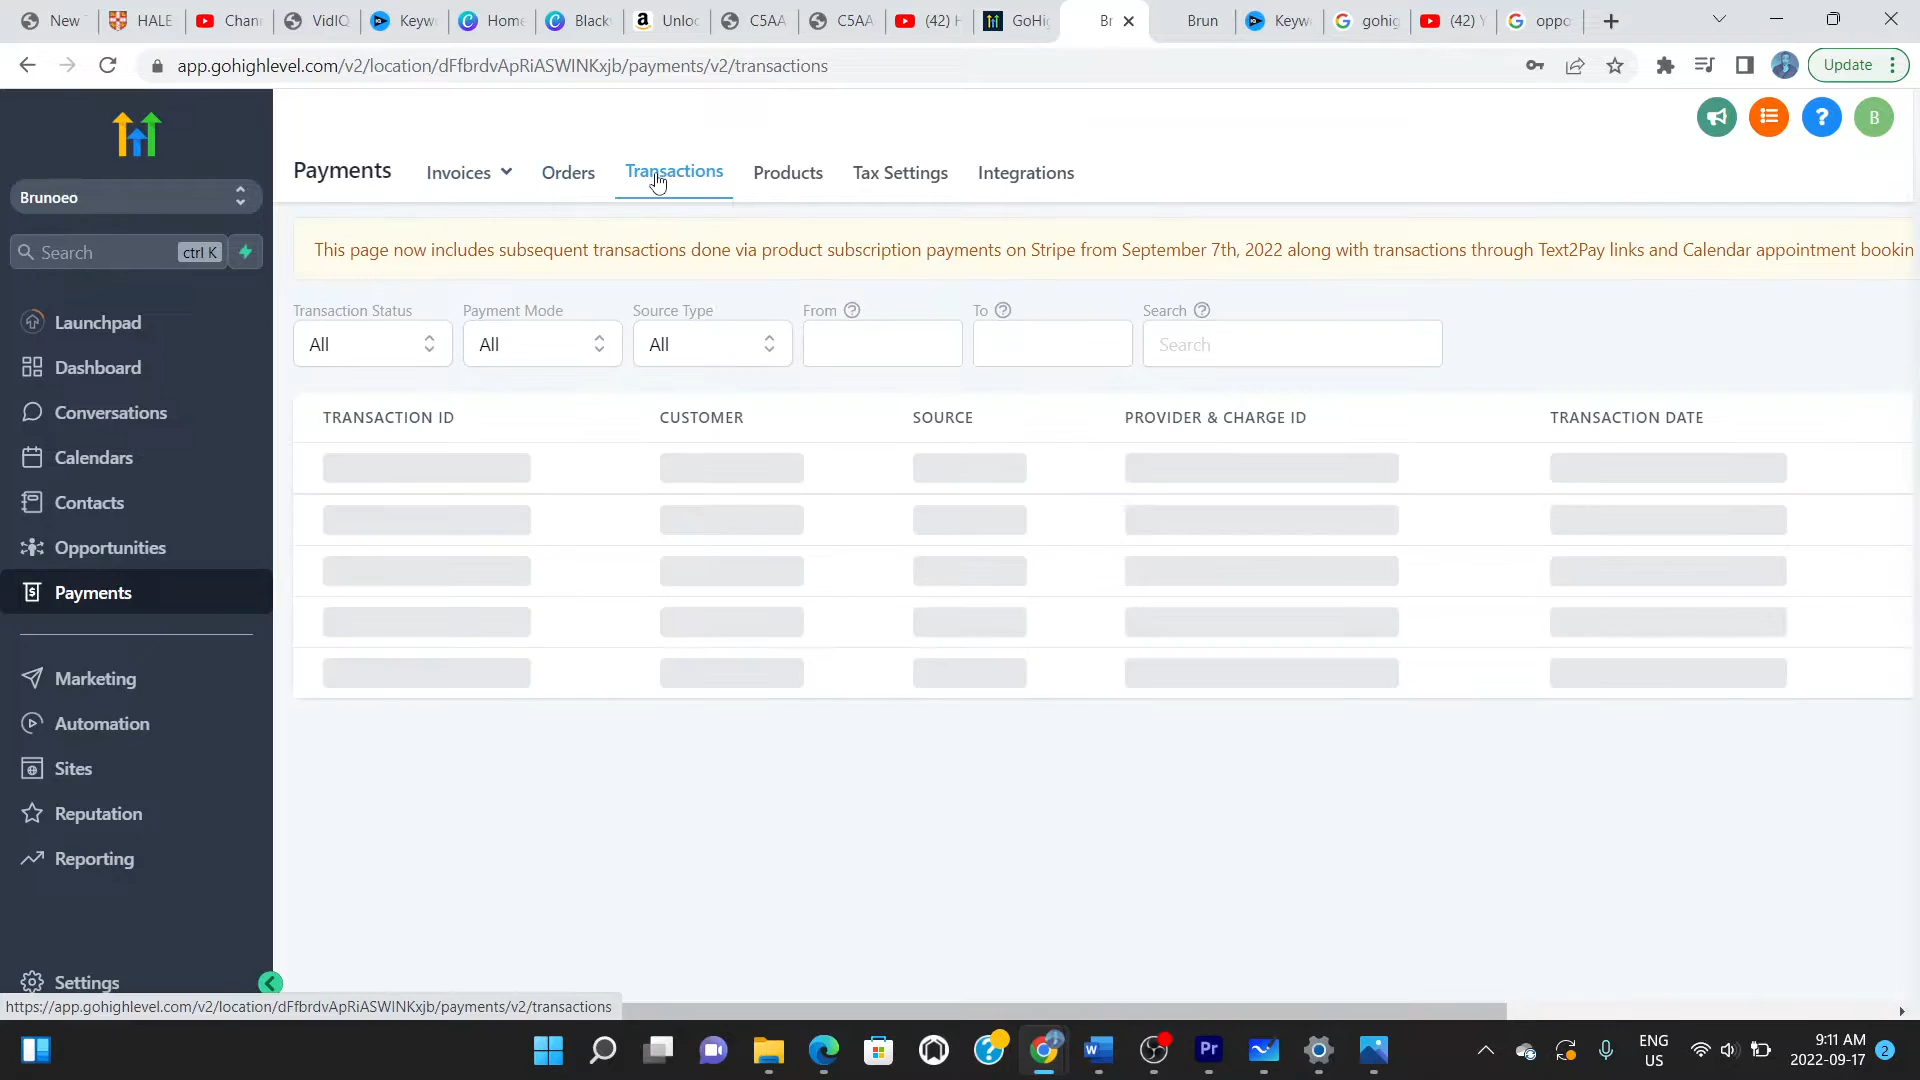 New
HALE
Chann
VidIQ
Keyw
Home
Black
Unloc
C5AA
C5AA
(42) H
GoHig
Br
Brun
Keyw
gohig
(42) Y
oppo
app.gohighlevel.com/v2/location/dFfbrdvApRiASWINKxjb/payments/v2/transactions
Update
B
Payments
Invoices
Orders
Transactions
Products
Tax Settings
Integrations
Brunoeo
Search
ctrl K
This page now includes subsequent transactions done via product subscription payments on Stripe from September 7th, 2022 along with transactions through Text2Pay links and Calendar appointment bookin
Transaction Status
Payment Mode
Source Type
From
To
Search
All
All
All
Search
TRANSACTION ID
CUSTOMER
SOURCE
PROVIDER & CHARGE ID
TRANSACTION DATE
Launchpad
Dashboard
Conversations
Calendars
Contacts
Opportunities
Payments
Marketing
Automation
Sites
Reputation
Reporting
Settings
https://app.gohighlevel.com/v2/location/dFfbrdvApRiASWINKxjb/payments/v2/transactions
ENG
US
9:11 AM
2022-09-17
2